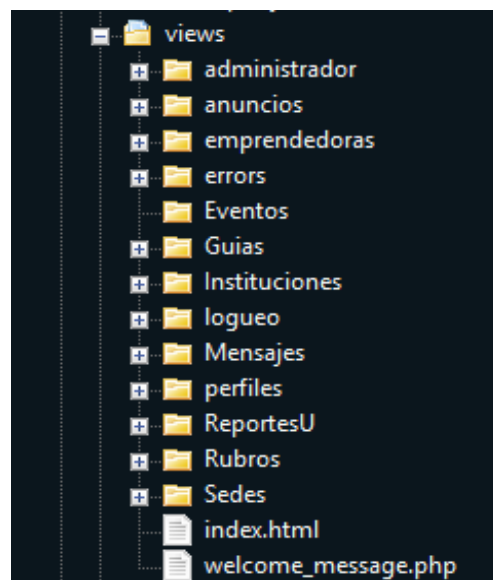 views
administrador
anuncios
emprendedoras
errors
Eventos
Guias
Instituciones
logueo
Mensajes
perfiles
ReportesU
Rubros
Sedes
index.html
welcome_message.php